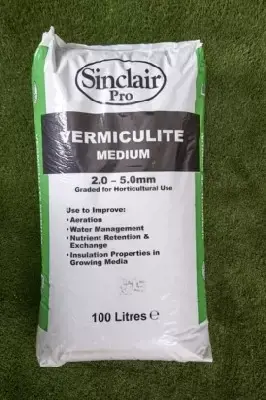 Sinclair
Pro
VERMICULITE
MEDIUM
2.0 – 5.0mm
Graded for Horticultural Use
Use to Improve:
• Aeration
• Water Management
• Nutrient Retention &
Exchange
• Insulation Properties in
Growing Media
100 Litres ℮